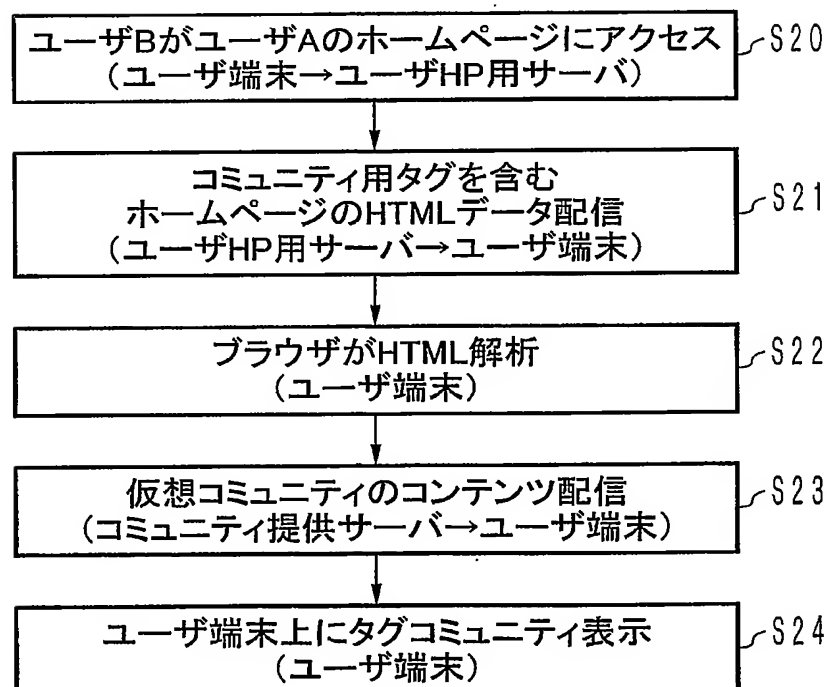 ユーザBがユーザAのホームページにアクセス
(ユーザ端末→ユーザHP用サーバ)
S20
コミュニティ用タグを含む
ホームページのHTMLデータ配信
(ユーザHP用サーバ→ユーザ端末)
S21
ブラウザがHTML解析
(ユーザ端末)
S22
仮想コミュニティのコンテンツ配信
(コミュニティ提供サーバ→ユーザ端末)
S23
ユーザ端末上にタグコミュニティ表示
(ユーザ端末)
S24